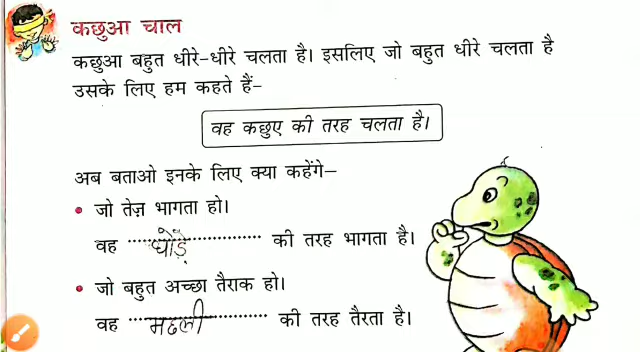 कछुआ चाल
कछुआ बहुत धीरे-धीरे चलता है। इसलिए जो बहुत धीरे चलता है
उसके लिए हम कहते हैं–
वह कछुए की तरह चलता है।
अब बताओ इनके लिए क्या कहेंगे–
• जो तेज़ भागता हो।
वह घोड़े की तरह भागता है।
• जो बहुत अच्छा तैराक हो।
वह मछली की तरह तैरता है।